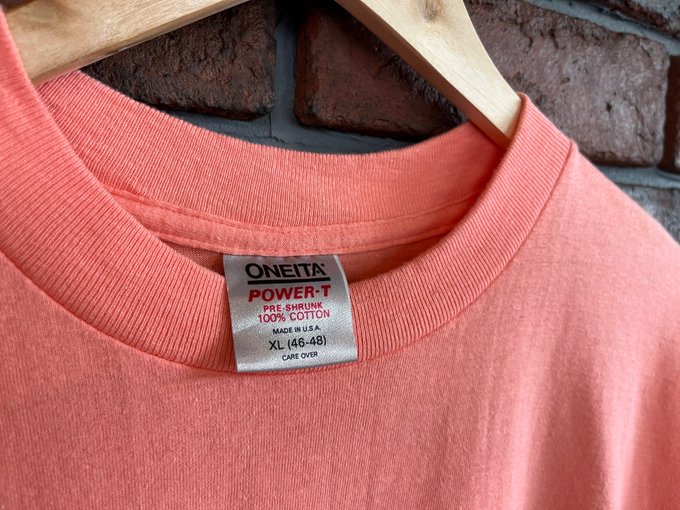 ONEITA®
POWER-T
PRE-SHRUNK
100% COTTON
MADE IN U.S.A.
XL (46-48)
CARE OVER